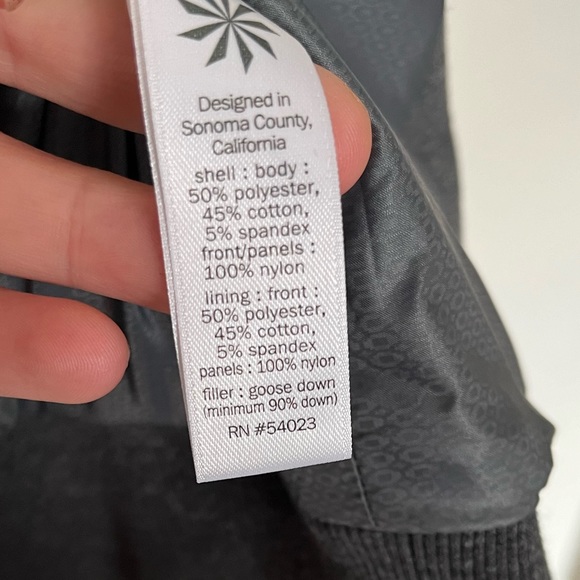 Designed in
Sonoma County,
California
shell : body :
50% polyester,
45% cotton,
5% spandex
front/panels :
100% nylon
lining : front :
50% polyester,
45% cotton,
5% spandex
panels : 100% nylon
filler : goose down
(minimum 90% down)
RN #54023